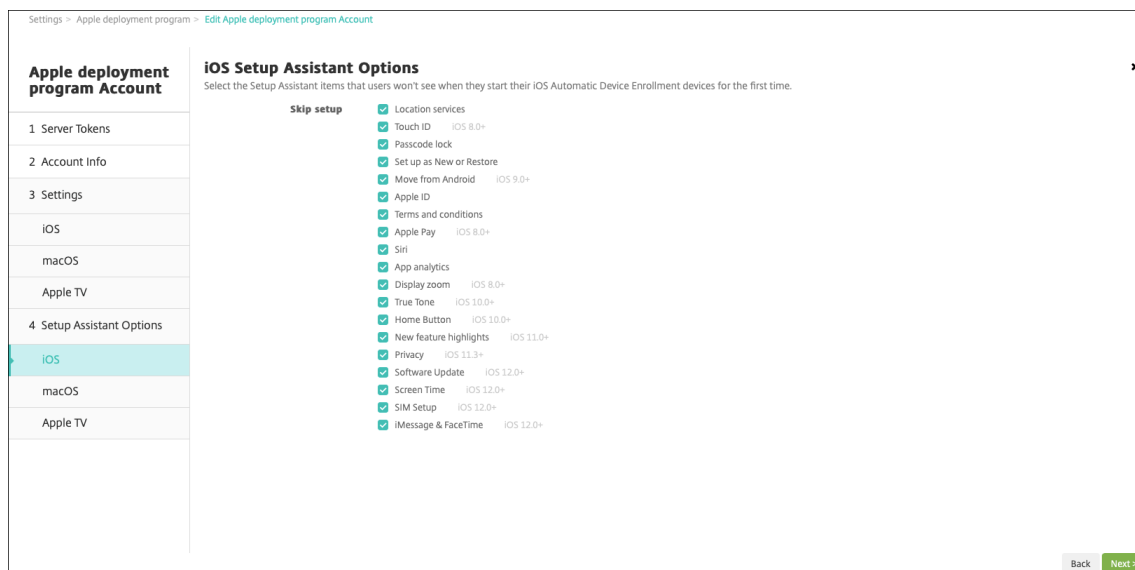 Settings > Apple deployment program > Edit Apple deployment program Account
Apple deployment
program Account
1 Server Tokens
2 Account Info
3 Settings
iOS
macOS
Apple TV
4 Setup Assistant Options
iOS
macOS
Apple TV
iOS Setup Assistant Options
Select the Setup Assistant items that users won't see when they start their iOS Automatic Device Enrollment devices for the first time.
Skip setup
Location services
Touch ID iOS 8.0+
Passcode lock
Set up as New or Restore
Move from Android iOS 9.0+
Apple ID
Terms and conditions
Apple Pay iOS 8.0+
Siri
App analytics
Display zoom iOS 8.0+
True Tone iOS 10.0+
Home Button iOS 10.0+
New feature highlights iOS 11.0+
Privacy iOS 11.3+
Software Update iOS 12.0+
Screen Time iOS 12.0+
SIM Setup iOS 12.0+
iMessage & FaceTime iOS 12.0+
Back Next >